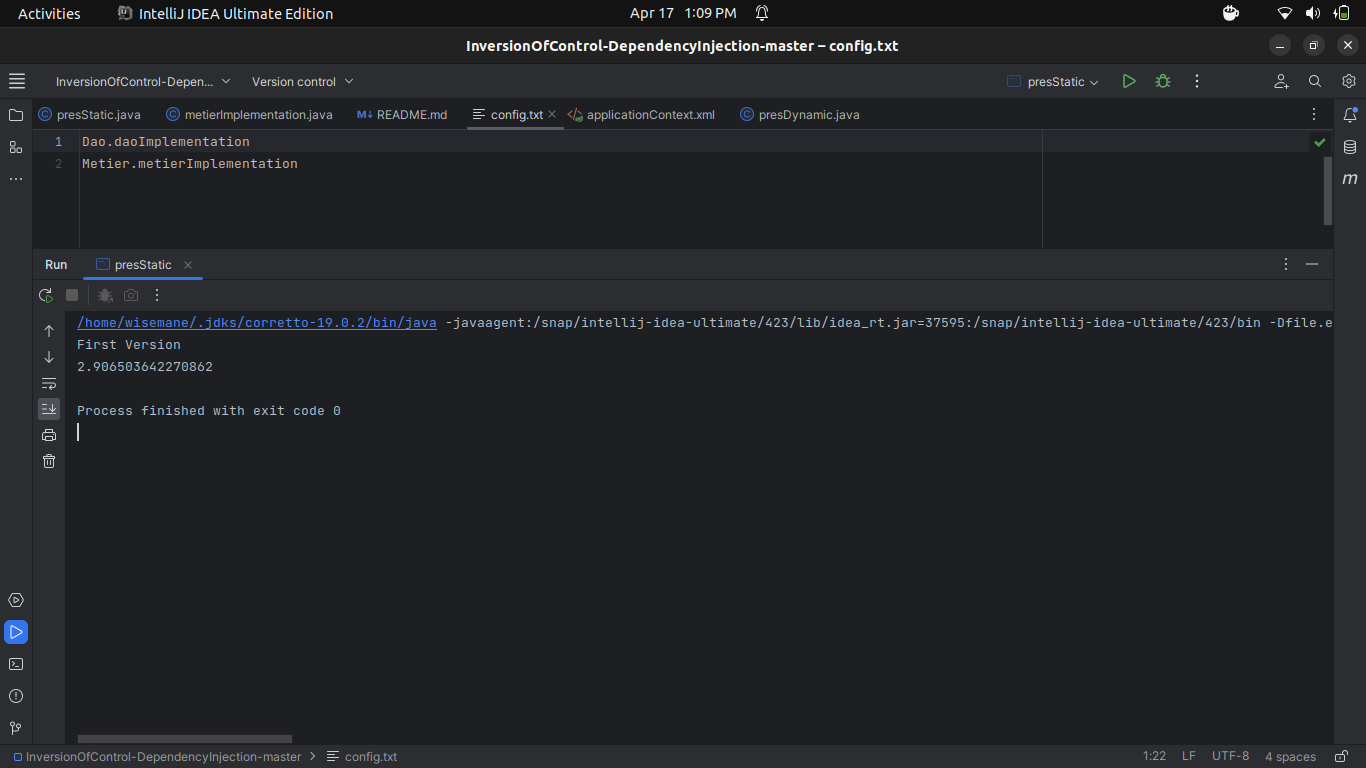 Activities IntelliJ IDEA Ultimate Edition Apr 17 1:09 PM
InversionOfControl-DependencyInjection-master – config.txt
InversionOfControl-Depen... Version control presStatic
presStatic.java metierImplementation.java M↓ README.md config.txt applicationContext.xml presDynamic.java
1 Dao.daoImplementation
2 Metier.metierImplementation
Run presStatic
/home/wisemane/.jdks/corretto-19.0.2/bin/java -javaagent:/snap/intellij-idea-ultimate/423/lib/idea_rt.jar=37595:/snap/intellij-idea-ultimate/423/bin -Dfile.e
First Version
2.906503642270862
Process finished with exit code 0
InversionOfControl-DependencyInjection-master config.txt 1:22 LF UTF-8 4 spaces